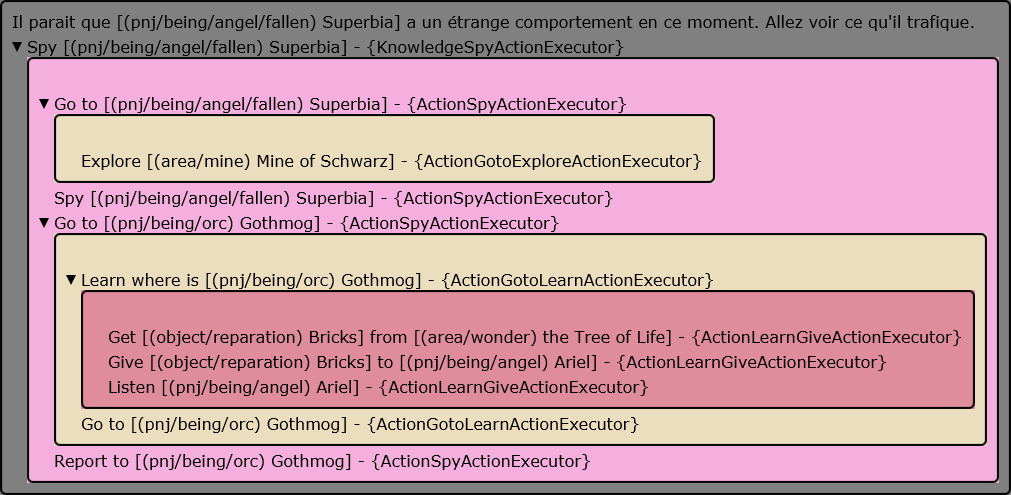 Il parait que [(pnj/being/angel/fallen) Superbia] a un étrange comportement en ce moment. Allez voir ce qu'il trafique.
▼ Spy [(pnj/being/angel/fallen) Superbia] - {KnowledgeSpyActionExecutor}
▼ Go to [(pnj/being/angel/fallen) Superbia] - {ActionSpyActionExecutor}
Explore [(area/mine) Mine of Schwarz] - {ActionGotoExploreActionExecutor}
Spy [(pnj/being/angel/fallen) Superbia] - {ActionSpyActionExecutor}
▼ Go to [(pnj/being/orc) Gothmog] - {ActionSpyActionExecutor}
▼ Learn where is [(pnj/being/orc) Gothmog] - {ActionGotoLearnActionExecutor}
Get [(object/reparation) Bricks] from [(area/wonder) the Tree of Life] - {ActionLearnGiveActionExecutor}
Give [(object/reparation) Bricks] to [(pnj/being/angel) Ariel] - {ActionLearnGiveActionExecutor}
Listen [(pnj/being/angel) Ariel] - {ActionLearnGiveActionExecutor}
Go to [(pnj/being/orc) Gothmog] - {ActionGotoLearnActionExecutor}
Report to [(pnj/being/orc) Gothmog] - {ActionSpyActionExecutor}